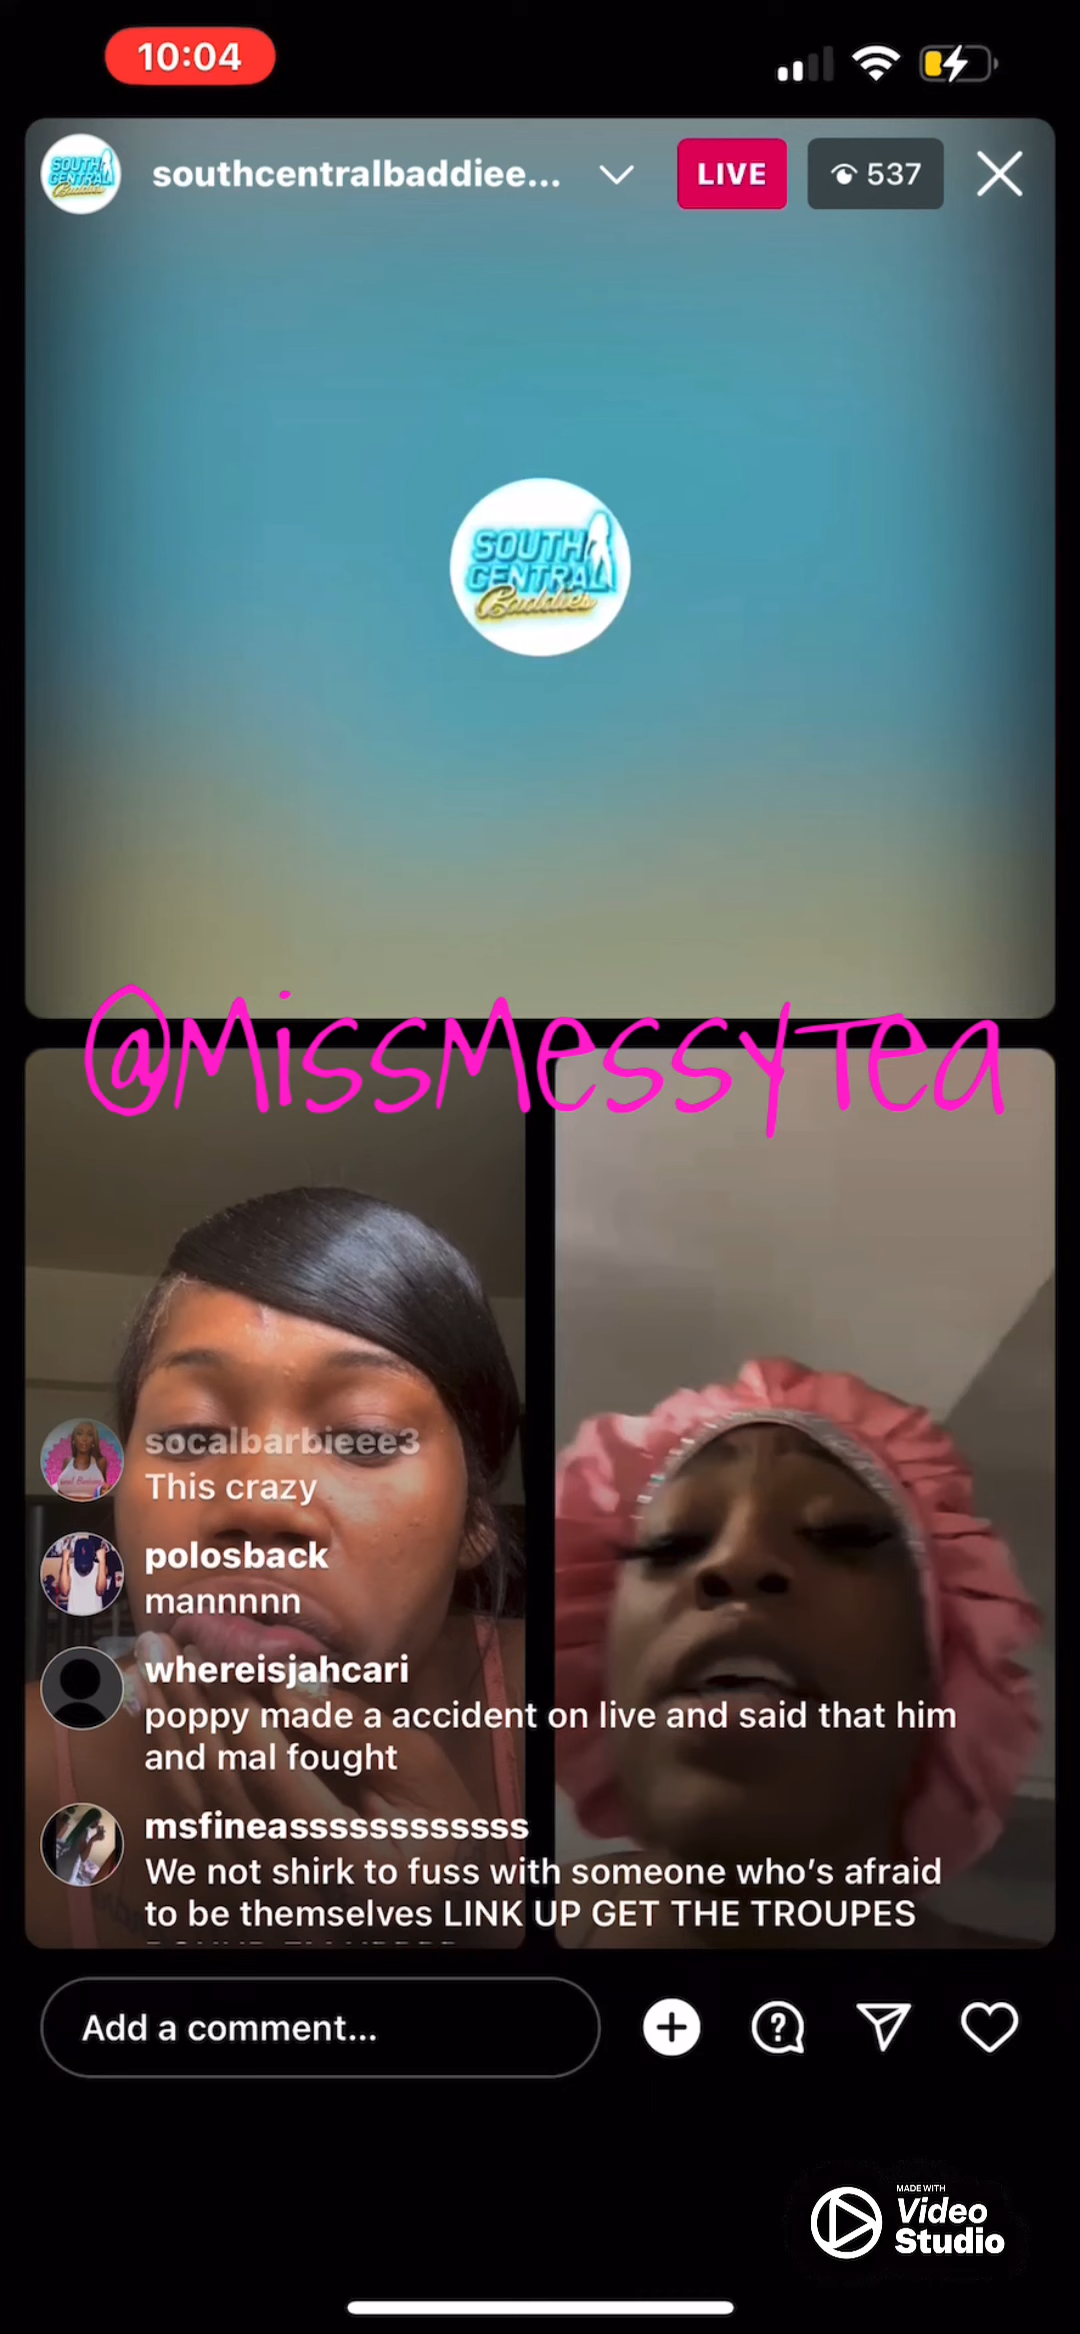 10:04
SOUTH
CENTRAL
Baddies
southcentralbaddiee...
LIVE
537
SOUTH
CENTRAL
Baddies
@MissMessyTea
socalbarbieee3
This crazy
polosback
mannnnn
whereisjahcari
poppy made a accident on live and said that him
and mal fought
msfineassssssssssss
We not shirk to fuss with someone who's afraid
to be themselves LINK UP GET THE TROUPES
Add a comment...
MADE WITH
Video
Studio